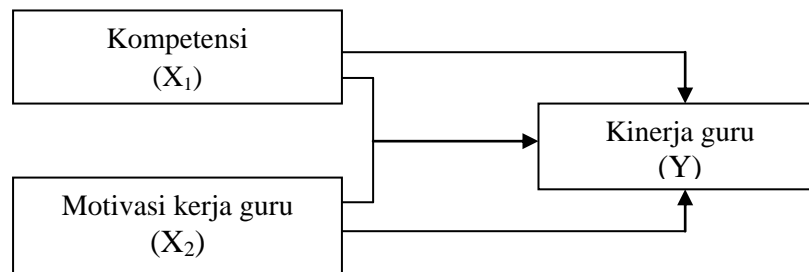 Kompetensi
(X₁)
Kinerja guru
(Y)
Motivasi kerja guru
(X₂)